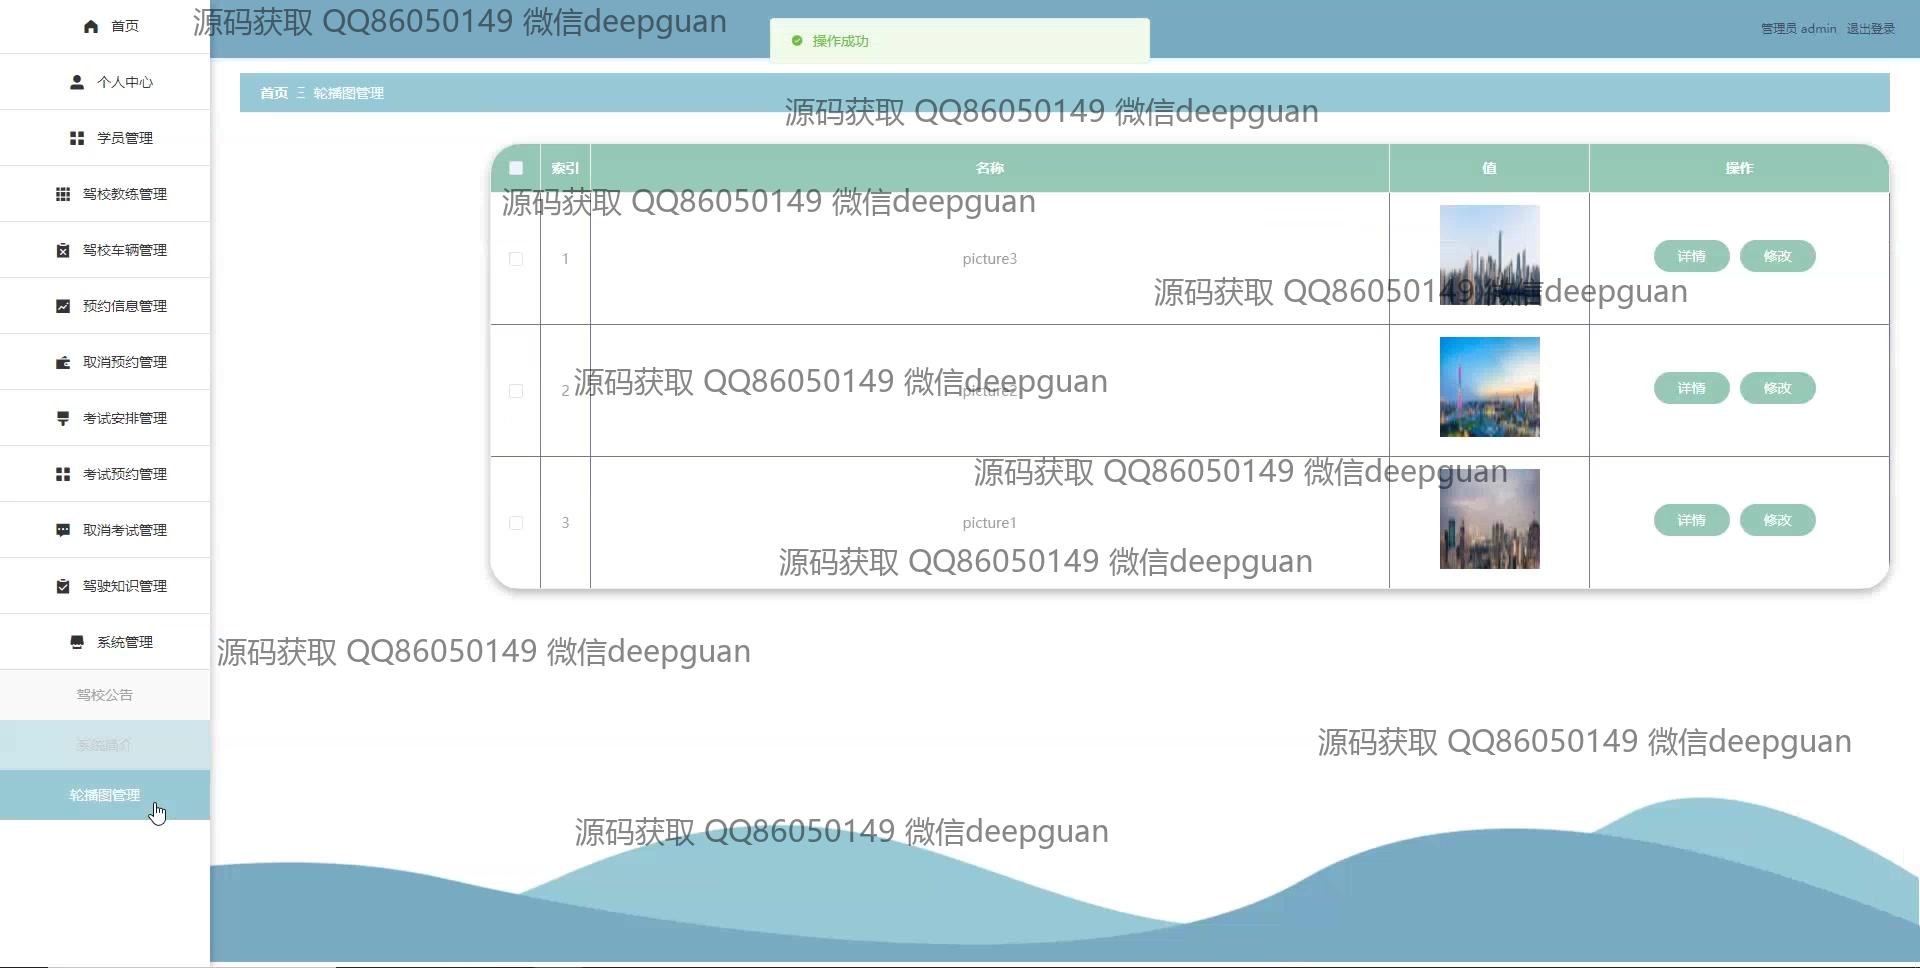 首页
个人中心
学员管理
驾校教练管理
驾校车辆管理
预约信息管理
取消预约管理
考试安排管理
考试预约管理
取消考试管理
驾驶知识管理
系统管理
驾校公告
系统简介
轮播图管理
源码获取 QQ86050149 微信deepguan
操作成功
管理员 admin 退出登录
首页 Ξ 轮播图管理
源码获取 QQ86050149 微信deepguan
索引 名称 值 操作
源码获取 QQ86050149 微信deepguan
1 picture3 详情 修改
源码获取 QQ86050149 微信deepguan
源码获取 QQ86050149 微信deepguan
2 picture2 详情 修改
源码获取 QQ86050149 微信deepguan
3 picture1 详情 修改
源码获取 QQ86050149 微信deepguan
源码获取 QQ86050149 微信deepguan
源码获取 QQ86050149 微信deepguan
源码获取 QQ86050149 微信deepguan